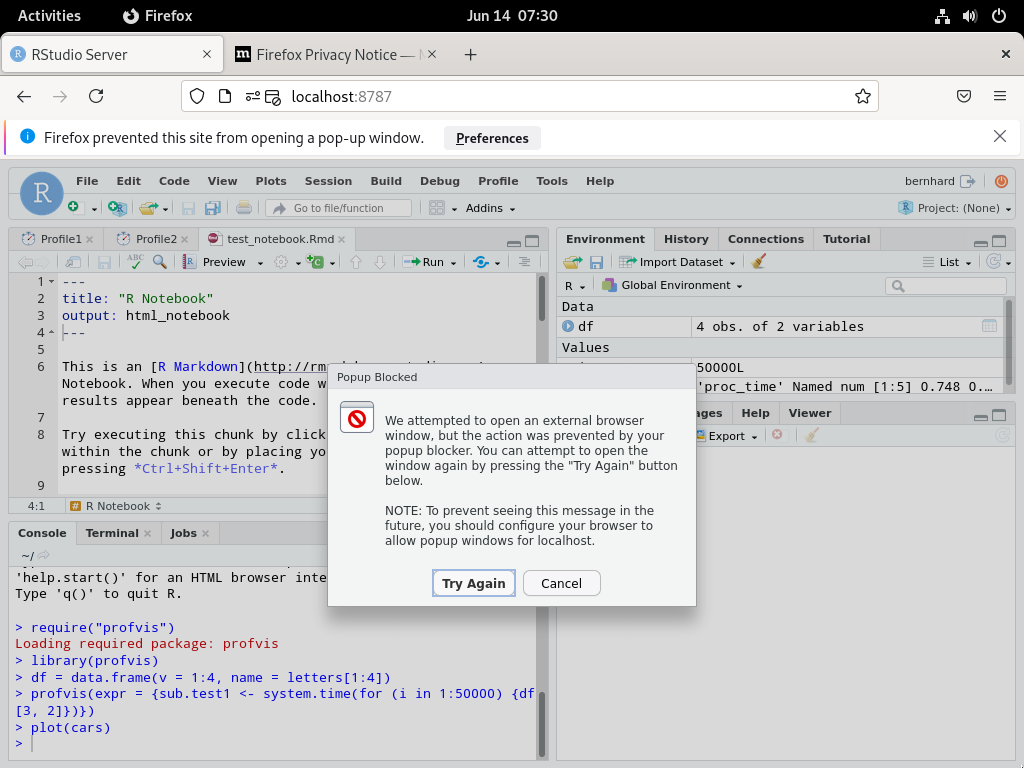 Activities
Firefox
Jun 14 07:30
RStudio Server
Firefox Privacy Notice —
localhost:8787
Firefox prevented this site from opening a pop-up window.
Preferences
R
File Edit Code View Plots Session Build Debug Profile Tools Help
bernhard
Go to file/function
Addins
Project: (None)
Profile1
Profile2
test_notebook.Rmd
ABC
Preview
Run
1 ---
2 title: "R Notebook"
3 output: html_notebook
4 ---
5
6 This is an [R Markdown](http://
Notebook. When you execute code
results appear beneath the code.
7
8 Try executing this chunk by
within the chunk or by placing
pressing *Ctrl+Shift+Enter*.
9
4:1
R Notebook
Environment History Connections Tutorial
Import Dataset
List
R
Global Environment
Data
df 4 obs. of 2 variables
Values
50000L
'proc_time' Named num [1:5] 0.748 0...
Help Viewer
Export
Popup Blocked
We attempted to open an external browser
window, but the action was prevented by your
popup blocker. You can attempt to open the
window again by pressing the "Try Again" button
below.
NOTE: To prevent seeing this message in the
future, you should configure your browser to
allow popup windows for localhost.
Try Again
Cancel
Console Terminal Jobs
~/
'help.start()' for an HTML browser
Type 'q()' to quit R.
> require("profvis")
Loading required package: profvis
> library(profvis)
> df = data.frame(v = 1:4, name = letters[1:4])
> profvis(expr = {sub.test1 <- system.time(for (i in 1:50000) {df
[3, 2]})})
> plot(cars)
>